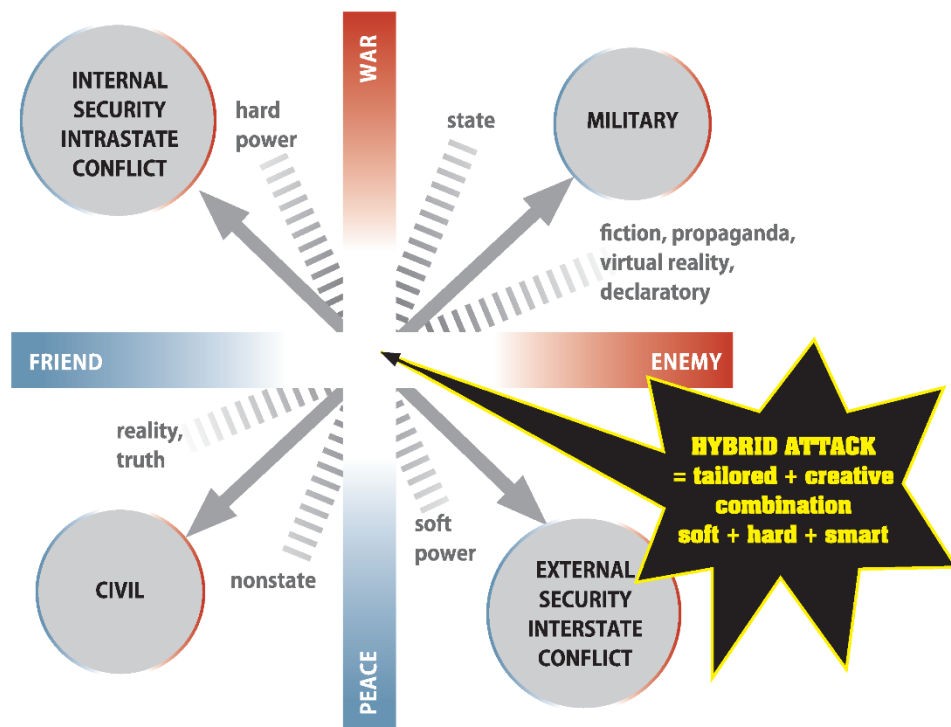 WAR
INTERNAL
SECURITY
INTRASTATE
CONFLICT
hard
power
state
MILITARY
fiction, propaganda,
virtual reality,
declaratory
FRIEND
ENEMY
reality,
truth
HYBRID ATTACK
= tailored + creative
combination
soft + hard + smart
soft
power
CIVIL
nonstate
EXTERNAL
SECURITY
INTERSTATE
CONFLICT
PEACE